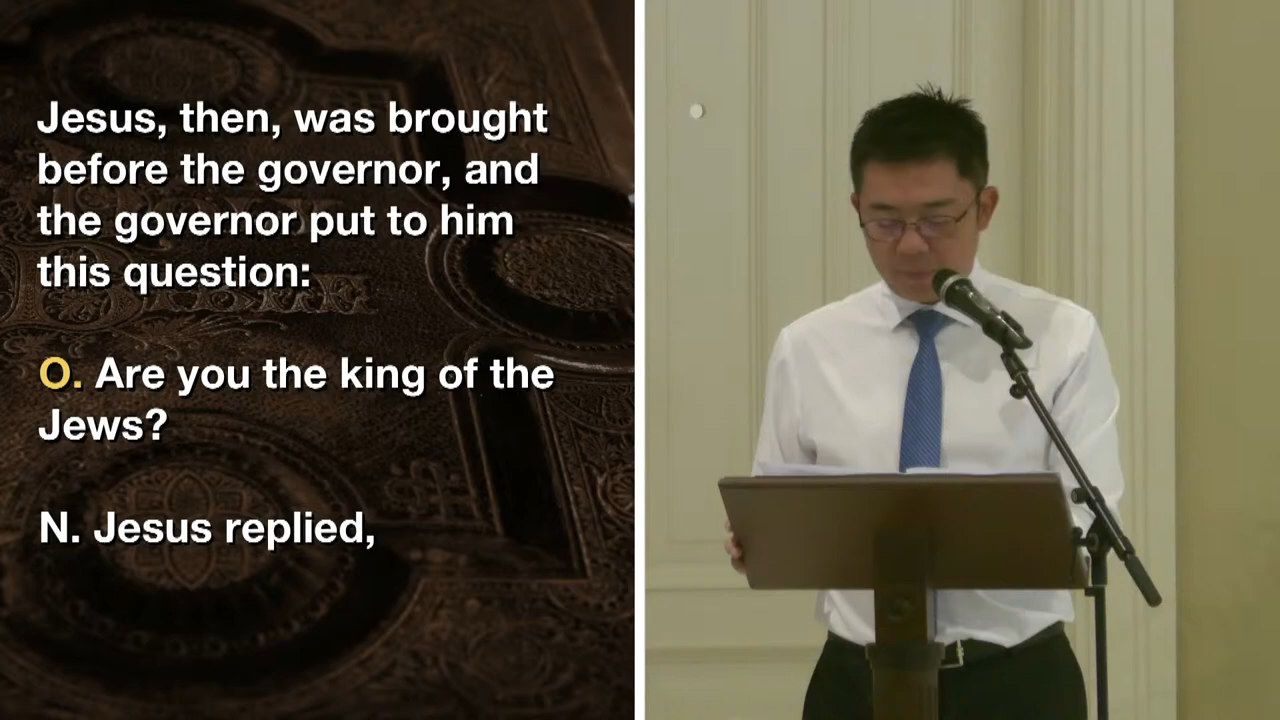 Jesus, then, was brought
before the governor, and
the governor put to him
this question:
O. Are you the king of the
Jews?
N. Jesus replied,